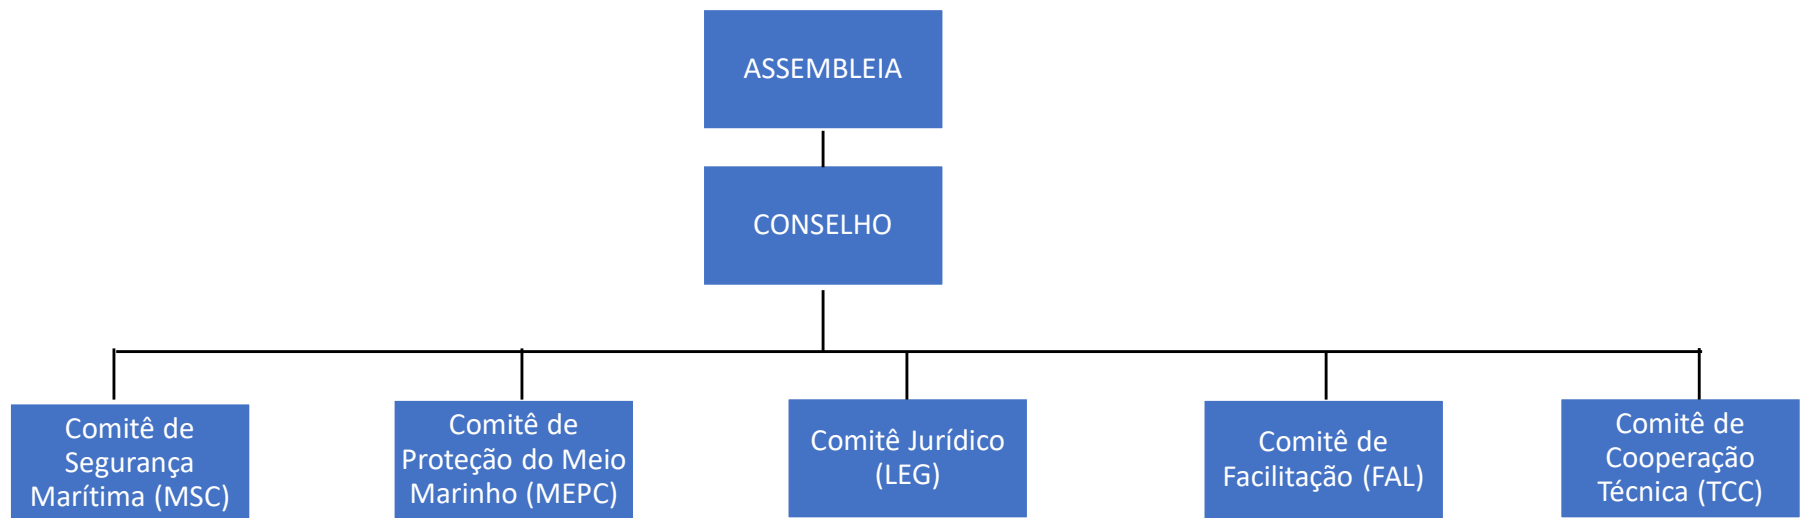 ASSEMBLEIA
CONSELHO
Comitê de
Segurança
Marítima (MSC)
Comitê de
Proteção do Meio
Marinho (MEPC)
Comitê Jurídico
(LEG)
Comitê de
Facilitação (FAL)
Comitê de
Cooperação
Técnica (TCC)